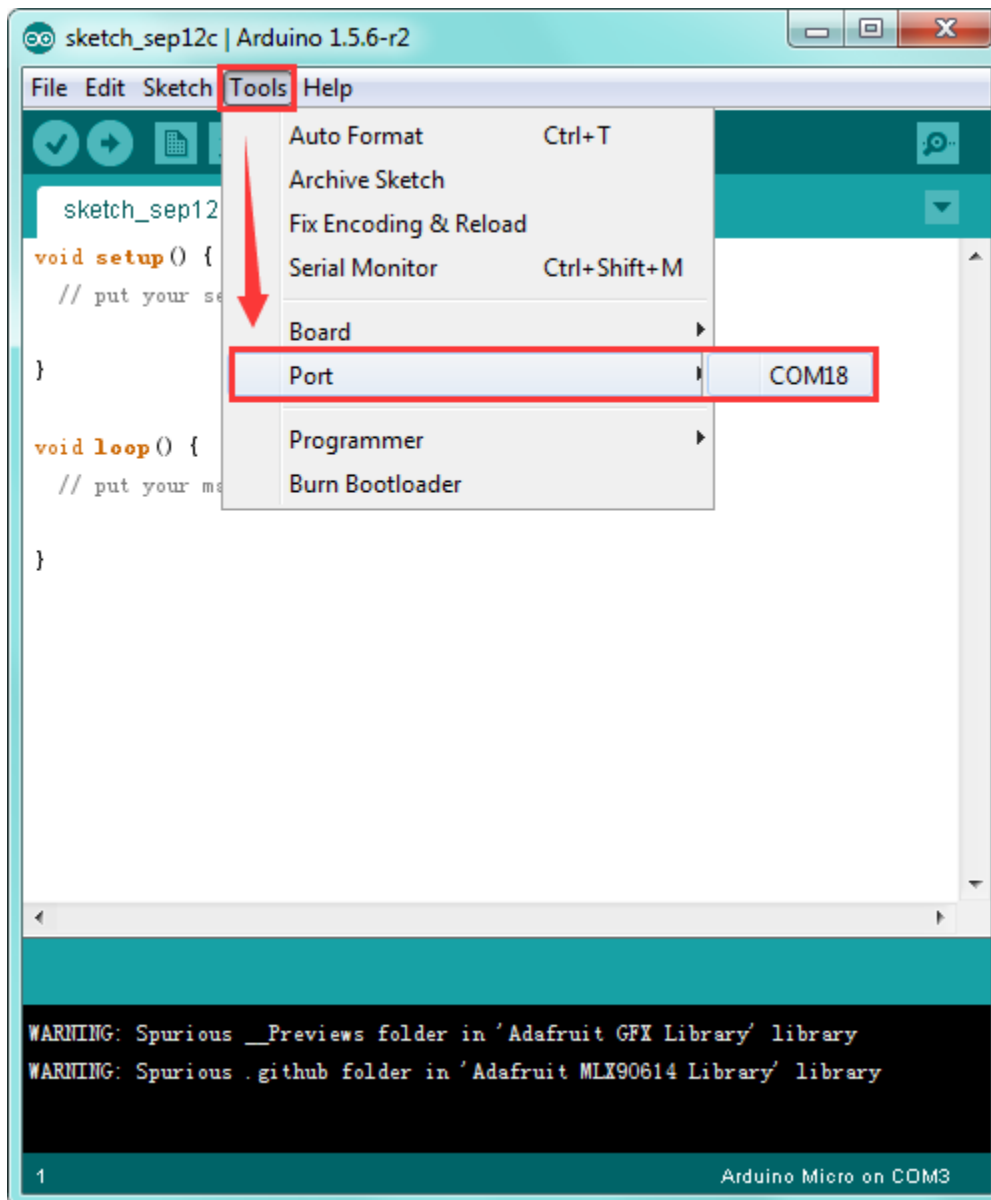 sketch_sep12c | Arduino 1.5.6-r2
File Edit Sketch Tools Help
Auto Format Ctrl+T
Archive Sketch
Fix Encoding & Reload
Serial Monitor Ctrl+Shift+M
Board
Port COM18
Programmer
Burn Bootloader
sketch_sep12
void setup() {
// put your se
}
void loop() {
// put your ma
}
WARNING: Spurious __Previews folder in 'Adafruit GFX Library' library
WARNING: Spurious .github folder in 'Adafruit MLX90614 Library' library
1 Arduino Micro on COM3